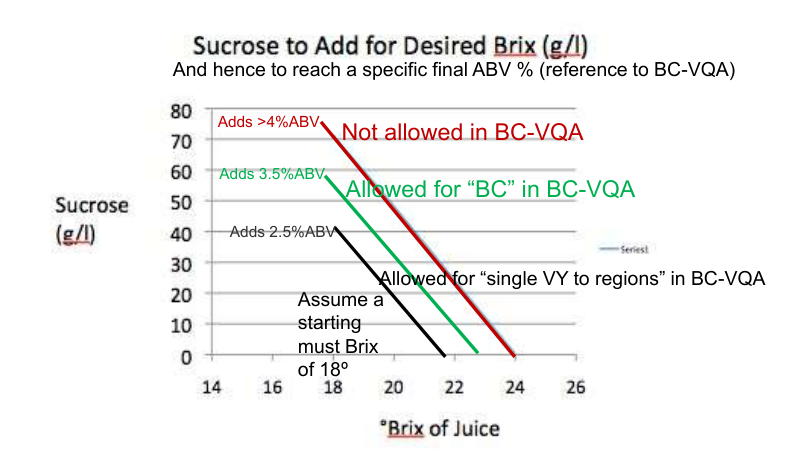 Sucrose to Add for Desired Brix (g/l)
And hence to reach a specific final ABV % (reference to BC-VQA)
80
Adds >4%ABV
Not allowed in BC-VQA
70
60
Adds 3.5%ABV
Allowed for “BC” in BC-VQA
Sucrose
(g/l)
50
40
Adds 2.5%ABV
Series1
30
Allowed for “single VY to regions” in BC-VQA
20
Assume a
starting
must Brix
of 18º
10
0
14 16 18 20 22 24 26
°Brix of Juice